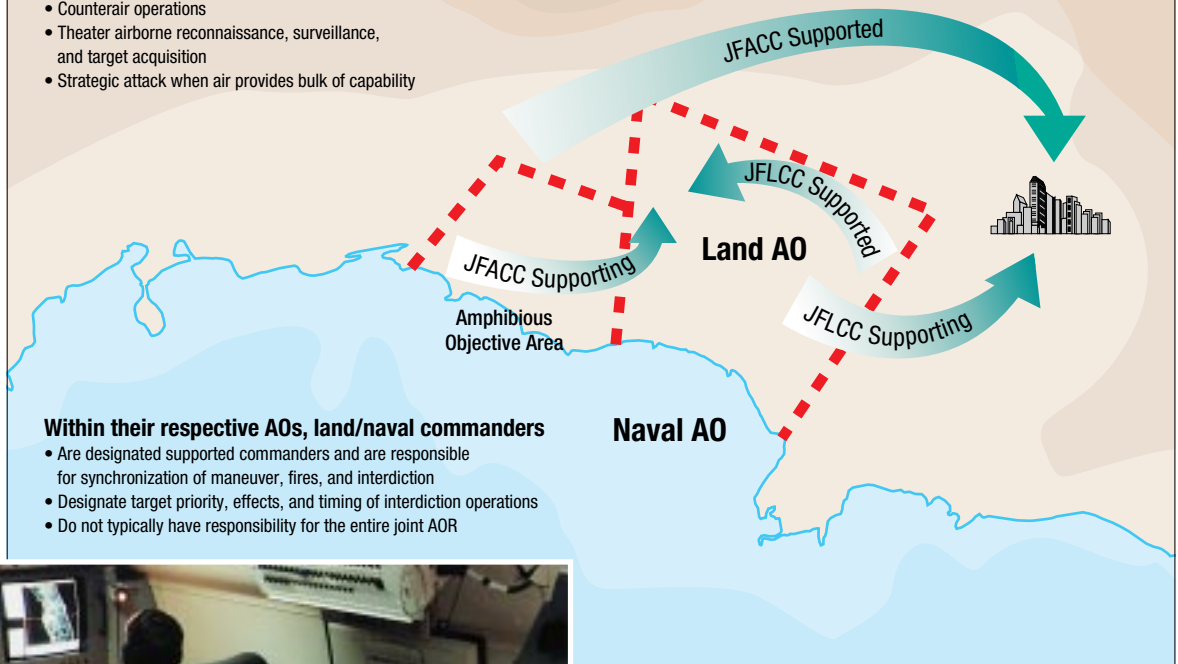 • Counterair operations
• Theater airborne reconnaissance, surveillance,
and target acquisition
• Strategic attack when air provides bulk of capability
JFACC Supported
JFLCC Supported
Land AO
JFACC Supporting
JFLCC Supporting
Amphibious
Objective Area
Naval AO
Within their respective AOs, land/naval commanders
• Are designated supported commanders and are responsible
for synchronization of maneuver, fires, and interdiction
• Designate target priority, effects, and timing of interdiction operations
• Do not typically have responsibility for the entire joint AOR